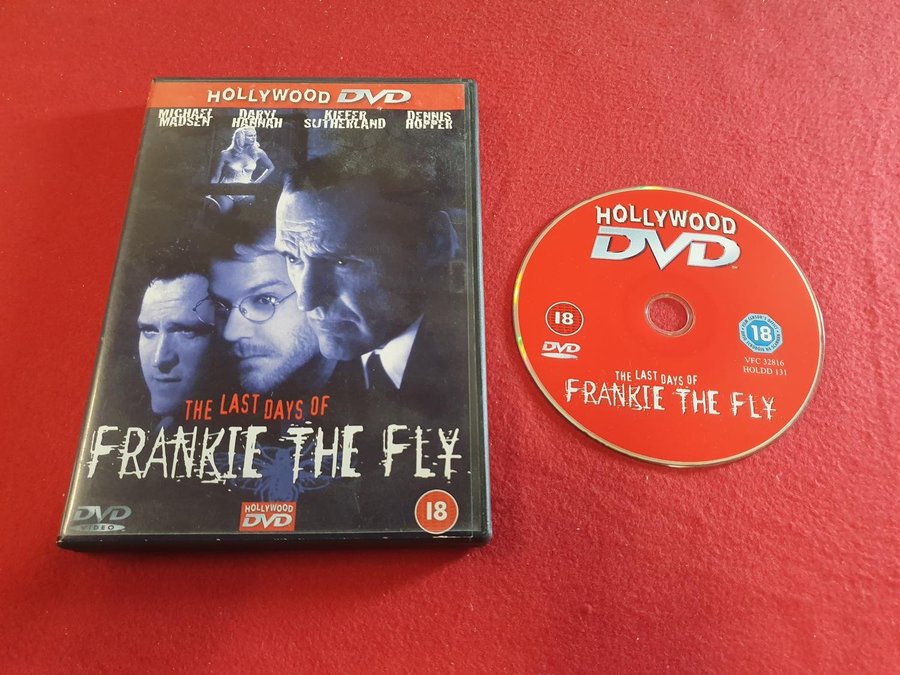 HOLLYWOOD DVD
MICHAEL MADSEN
DARYL HANNAH
KIEFER SUTHERLAND
DENNIS HOPPER
THE LAST DAYS OF
FRANKIE THE FLY
DVD
VIDEO
HOLLYWOOD
DVD
18
HOLLYWOOD
DVD
TM
18
DVD
18
VFC 32816
HOLDD 131
THE LAST DAYS OF
FRANKIE THE FLY